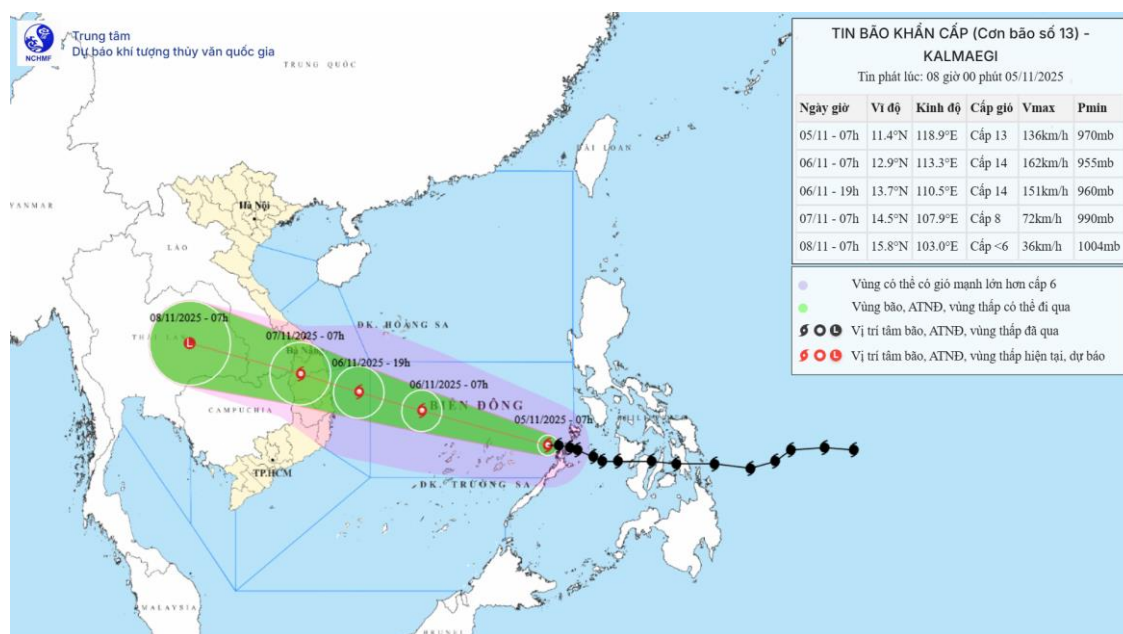 Trung tâm
Dự báo khí tượng thủy văn quốc gia
NCHMF
TRUNG QUỐC
ĐÀI LOAN
Hà Nội
LÀO
ĐK. HOÀNG SA
08/11/2025 - 07h
07/11/2025 - 07h
Đà Nẵng
06/11/2025 - 19h
06/11/2025 - 07h
BIỂN ĐÔNG
05/11/2025 - 07h
CAMPUCHIA
TP.HCM
ĐK. TRƯỜNG SA
MALAYSIA
TIN BÃO KHẨN CẤP (Cơn bão số 13) -
KALMAEGI
Tin phát lúc: 08 giờ 00 phút 05/11/2025
Ngày giờ Vĩ độ Kinh độ Cấp gió Vmax Pmin
05/11 - 07h 11.4°N 118.9°E Cấp 13 136km/h 970mb
06/11 - 07h 12.9°N 113.3°E Cấp 14 162km/h 955mb
06/11 - 19h 13.7°N 110.5°E Cấp 14 151km/h 960mb
07/11 - 07h 14.5°N 107.9°E Cấp 8 72km/h 990mb
08/11 - 07h 15.8°N 103.0°E Cấp <6 36km/h 1004mb
Vùng có thể có gió mạnh lớn hơn cấp 6
Vùng bão, ATNĐ, vùng thấp có thể đi qua
Vị trí tâm bão, ATNĐ, vùng thấp đã qua
Vị trí tâm bão, ATNĐ, vùng thấp hiện tại, dự báo